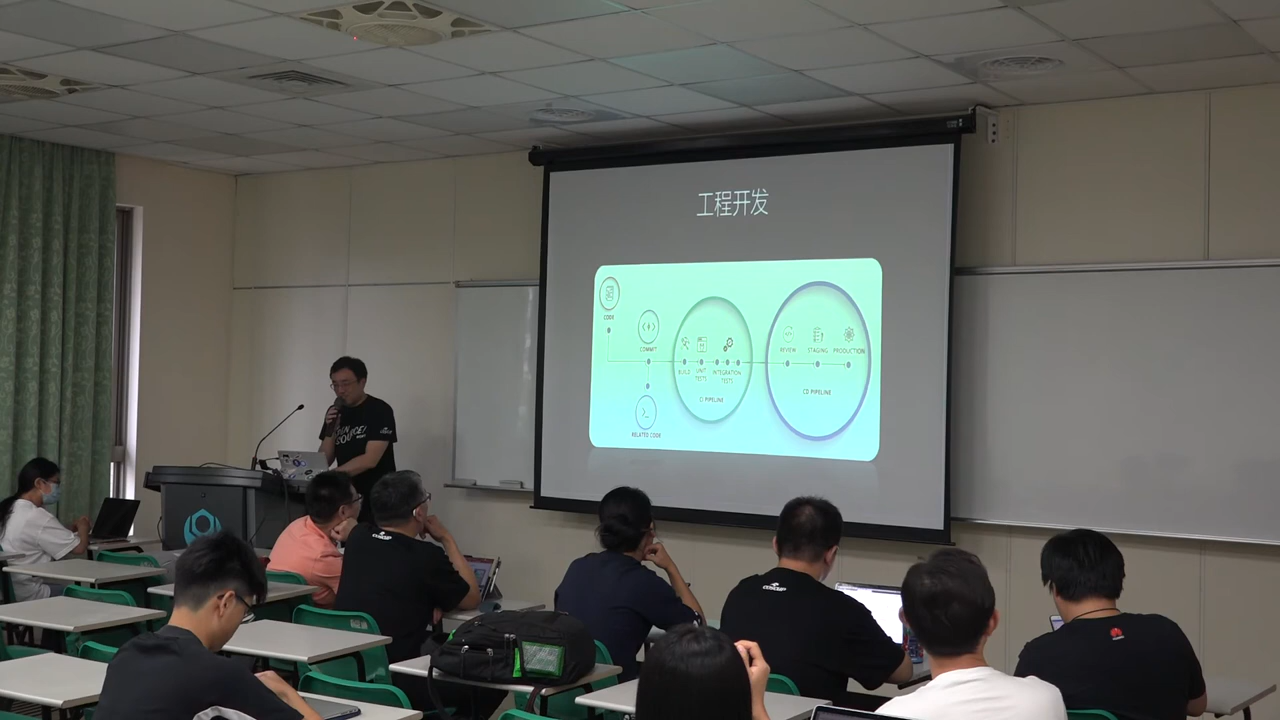 工程开发
CODE
COMMIT
BUILD
UNIT
TESTS
INTEGRATION
TESTS
CI PIPELINE
RELATED CODE
REVIEW
STAGING
PRODUCTION
CD PIPELINE